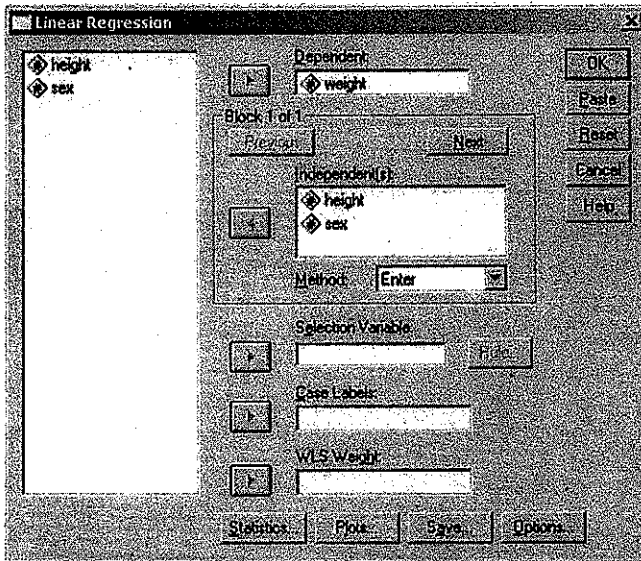 Linear Regression
height
sex
Dependent:
weight
Block 1 of 1
Previous
Next
Independent(s):
height
sex
Method:
Enter
Selection Variable:
Rule...
Case Labels:
WLS Weight:
Statistics...
Plots...
Save...
Options...
OK
Paste
Reset
Cancel
Help